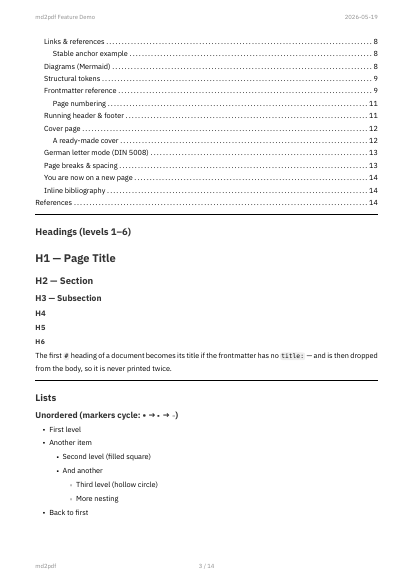 md2pdf Feature Demo 2026-05-19
Links & references 8
Stable anchor example 8
Diagrams (Mermaid) 8
Structural tokens 9
Frontmatter reference 9
Page numbering 11
Running header & footer 11
Cover page 12
A ready-made cover 12
German letter mode (DIN 5008) 13
Page breaks & spacing 13
You are now on a new page 14
Inline bibliography 14
References 14
Headings (levels 1–6)
H1 — Page Title
H2 — Section
H3 — Subsection
H4
H5
H6
The first # heading of a document becomes its title if the frontmatter has no title: — and is then dropped
from the body, so it is never printed twice.
Lists
Unordered (markers cycle: • → ▪ → ◦)
• First level
• Another item
▪ Second level (filled square)
▪ And another
◦ Third level (hollow circle)
◦ More nesting
• Back to first
md2pdf 3 / 14